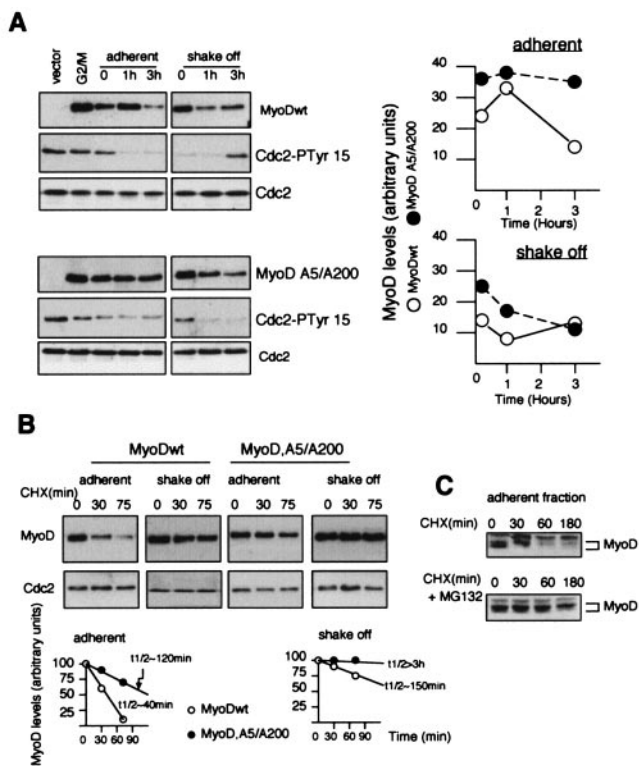 A
vector G2/M adherent shake off
0 1h 3h 0 1h 3h
MyoDwt
Cdc2-PTyr 15
Cdc2
MyoD A5/A200
Cdc2-PTyr 15
Cdc2
MyoD levels (arbitrary units)
MyoDwt MyoD A5/A200
adherent
40
30
20
10
0 1 2 3
Time (Hours)
shake off
40
30
20
10
0 1 2 3
Time (Hours)
B
MyoDwt MyoD,A5/A200
adherent shake off adherent shake off
CHX(min) 0 30 75 0 30 75 0 30 75 0 30 75
MyoD
Cdc2
MyoD levels (arbitrary units)
adherent
100
75
50
25
t1/2~120min
t1/2~40min
0 30 60 90
MyoDwt
MyoD,A5/A200
shake off
100
75
50
25
t1/2>3h
t1/2~150min
0 30 60 90 Time (min)
C
adherent fraction
CHX(min) 0 30 60 180
MyoD
CHX(min) 0 30 60 180
+ MG132
MyoD